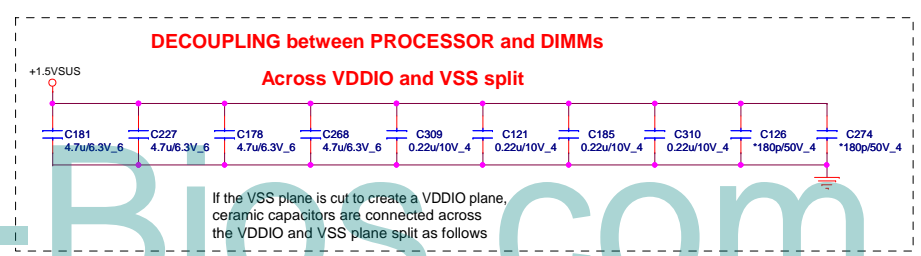 DECOUPLING between PROCESSOR and DIMMs
Across VDDIO and VSS split
+1.5VSUS
C181
4.7u/6.3V_6
C227
4.7u/6.3V_6
C178
4.7u/6.3V_6
C268
4.7u/6.3V_6
C309
0.22u/10V_4
C121
0.22u/10V_4
C185
0.22u/10V_4
C310
0.22u/10V_4
C126
*180p/50V_4
C274
*180p/50V_4
If the VSS plane is cut to create a VDDIO plane,
ceramic capacitors are connected across
the VDDIO and VSS plane split as follows
-Bios.com